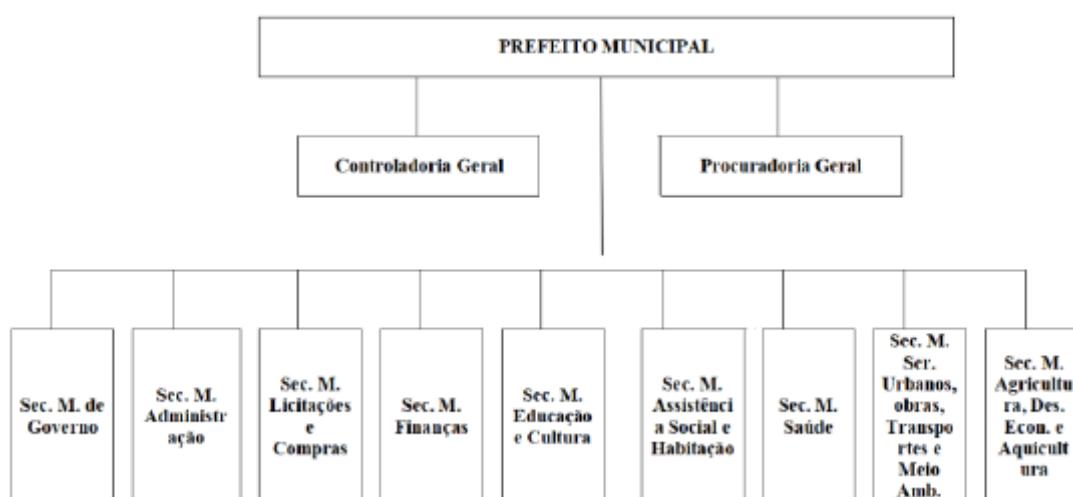 PREFEITO MUNICIPAL
Controladoria Geral
Procuradoria Geral
Sec. M. de
Governo
Sec. M.
Administr
ação
Sec. M.
Licitações
e
Compras
Sec. M.
Finanças
Sec. M.
Educação
e Cultura
Sec. M.
Assistênci
a Social e
Habitação
Sec. M.
Saúde
Sec. M.
Ser.
Urbanos,
obras,
Transpo
rtes e
Meio
Amb.
Sec. M.
Agricultu
ra, Des.
Econ. e
Aquicult
ura